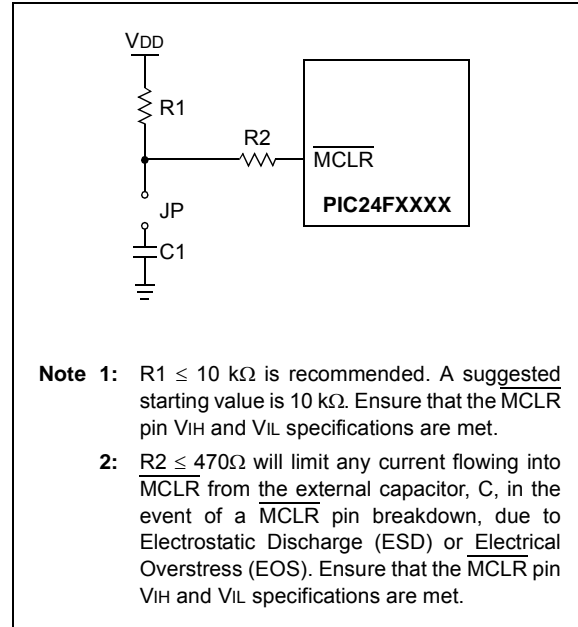 VDD
R1
R2
MCLR
JP
PIC24FXXXX
C1
Note 1: R1 ≤ 10 kΩ is recommended. A suggested
starting value is 10 kΩ. Ensure that the MCLR
pin VIH and VIL specifications are met.
2: R2 ≤ 470Ω will limit any current flowing into
MCLR from the external capacitor, C, in the
event of a MCLR pin breakdown, due to
Electrostatic Discharge (ESD) or Electrical
Overstress (EOS). Ensure that the MCLR pin
VIH and VIL specifications are met.